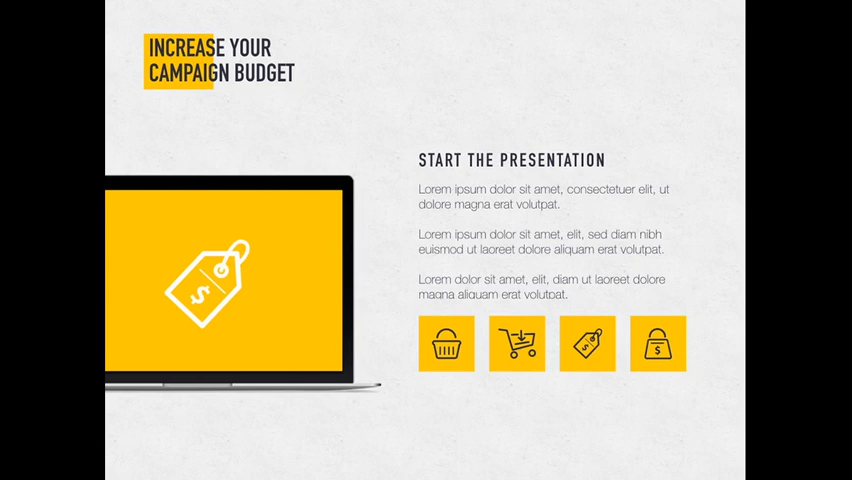 INCREASE YOUR
CAMPAIGN BUDGET
START THE PRESENTATION
Lorem ipsum dolor sit amet, consectetuer elit, ut
dolore magna erat volutpat.
Lorem ipsum dolor sit amet, elit, sed diam nibh
euismod ut laoreet dolore aliquam erat volutpat.
Lorem dolor sit amet, elit, diam ut laoreet dolore
magna aliquam erat volutpat.
$
$
$